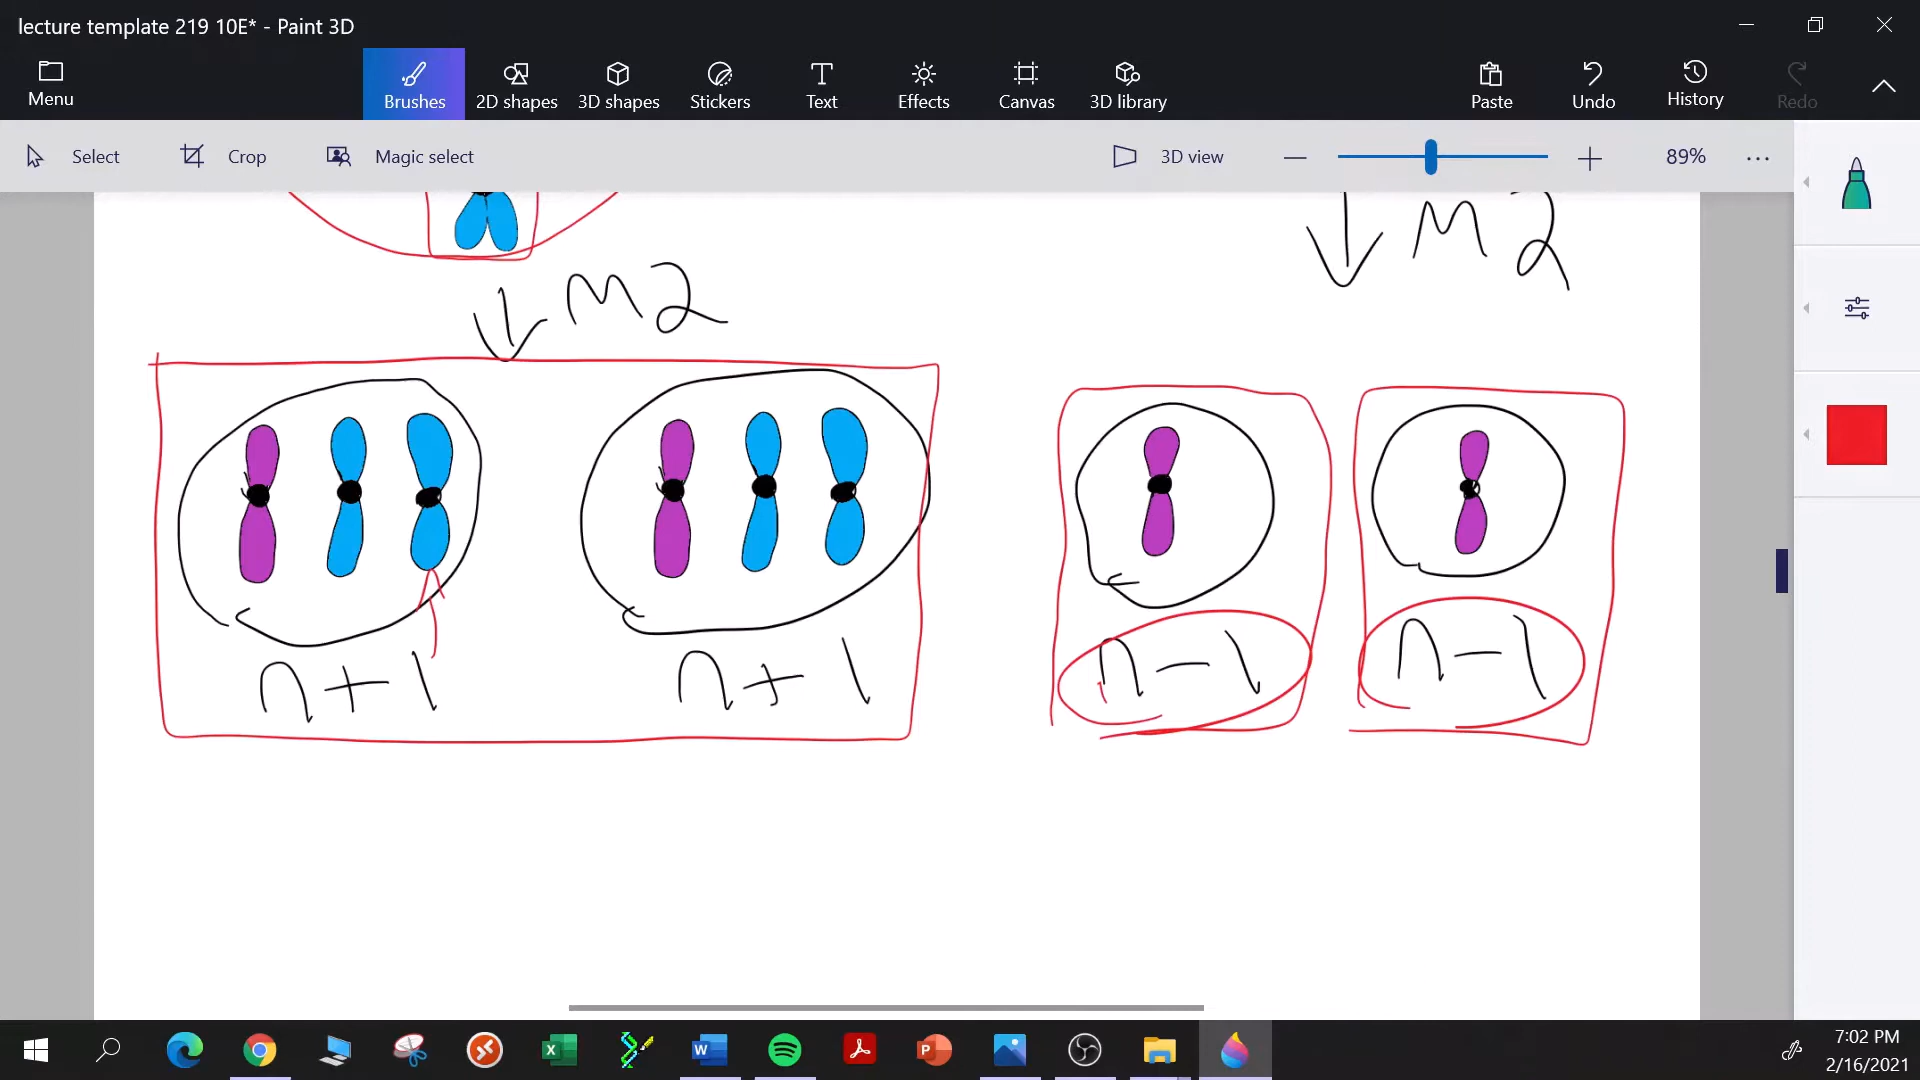 lecture template 219 10E* - Paint 3D
Menu
Brushes 2D shapes 3D shapes Stickers Text Effects Canvas 3D library Paste Undo History Redo
Select Crop Magic select 3D view 89%
M2
M2
n+1 n+1 n-1 n-1
7:02 PM
2/16/2021